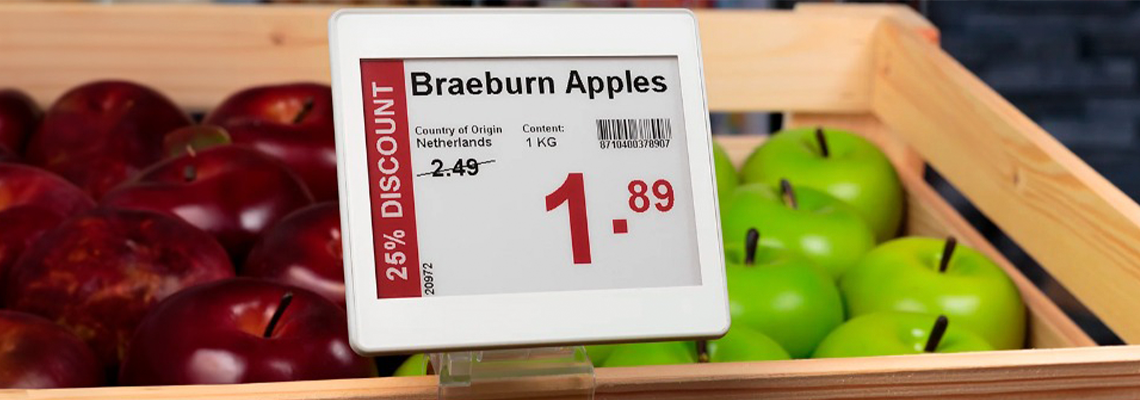 Braeburn Apples
25% DISCOUNT
Country of Origin
Netherlands
Content:
1 KG
8710400378907
2.49
1.89
20972